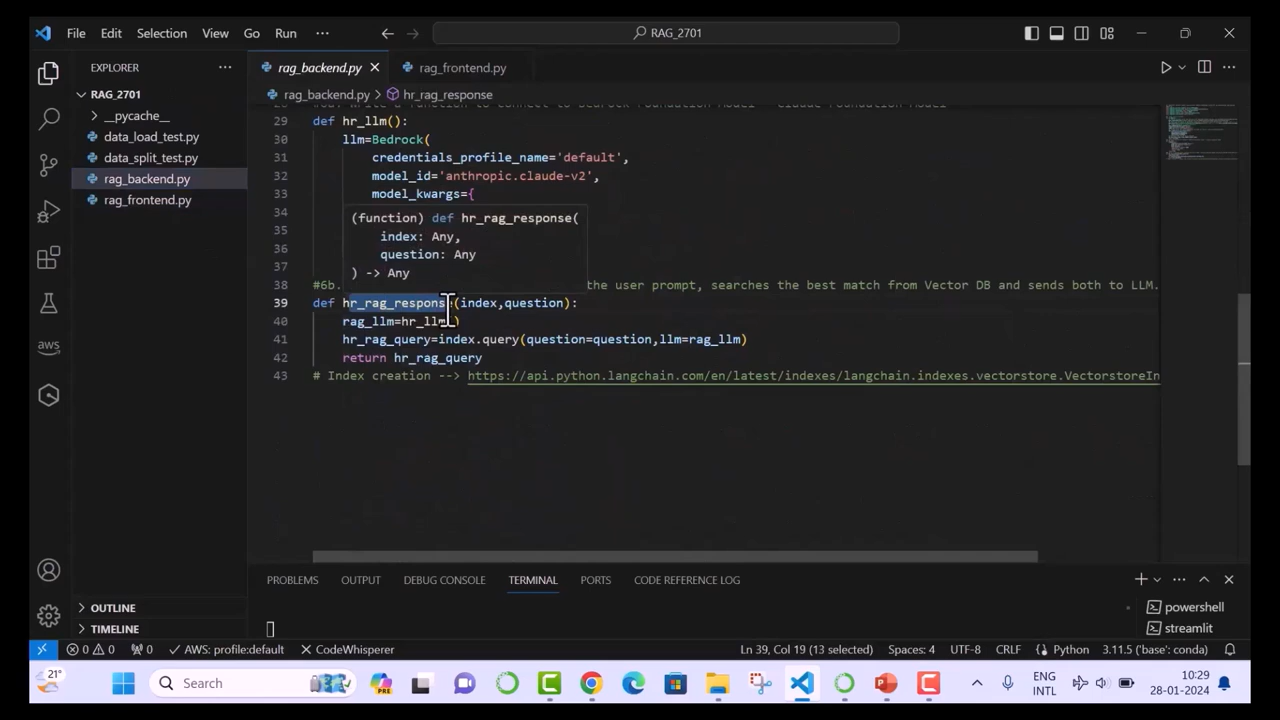 File Edit Selection View Go Run ··· RAG_2701
EXPLORER ··· rag_backend.py rag_frontend.py
RAG_2701 rag_backend.py > hr_rag_response
__pycache__
data_load_test.py
data_split_test.py
rag_backend.py
rag_frontend.py
OUTLINE
TIMELINE
29 def hr_llm():
30 llm=Bedrock(
31 credentials_profile_name='default',
32 model_id='anthropic.claude-v2',
33 model_kwargs={
34
35
36
37
(function) def hr_rag_response(
index: Any,
question: Any
) -> Any
38 #6b. the user prompt, searches the best match from Vector DB and sends both to LLM.
39 def hr_rag_respons (index,question):
40 rag_llm=hr_llm )
41 hr_rag_query=index.query(question=question,llm=rag_llm)
42 return hr_rag_query
43 # Index creation --> https://api.python.langchain.com/en/latest/indexes/langchain.indexes.vectorstore.VectorstoreIn
PROBLEMS OUTPUT DEBUG CONSOLE TERMINAL PORTS CODE REFERENCE LOG
powershell
streamlit
0 0 0 AWS: profile:default CodeWhisperer Ln 39, Col 19 (13 selected) Spaces: 4 UTF-8 CRLF Python 3.11.5 ('base': conda)
21° Search PRE ENG INTL 10:29 28-01-2024
aws